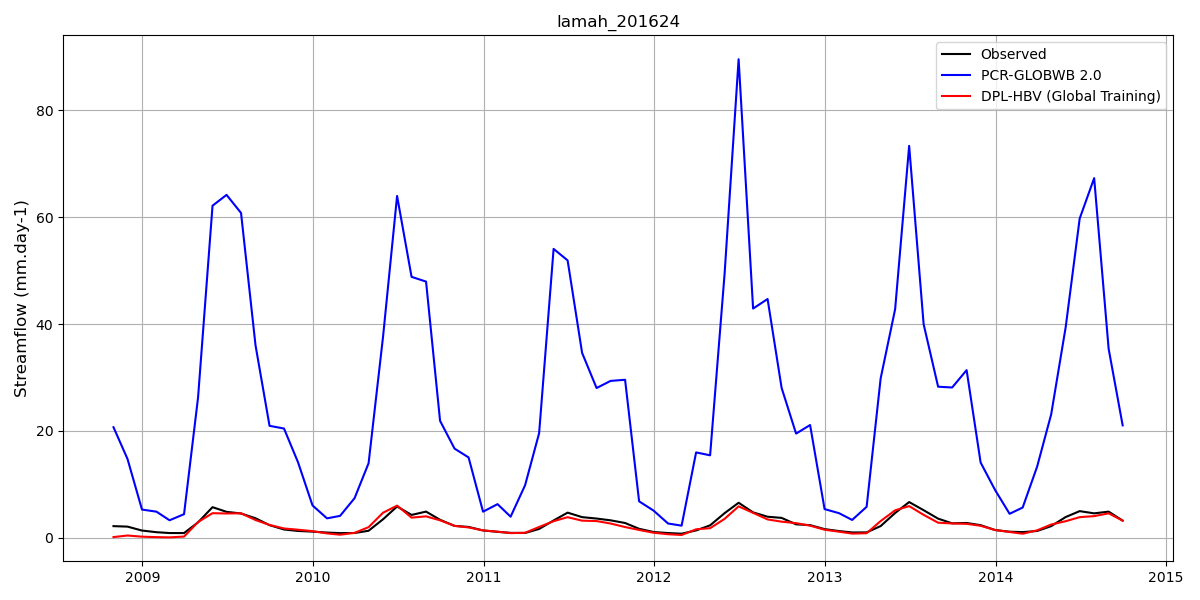 lamah_201624
Observed
PCR-GLOBWB 2.0
DPL-HBV (Global Training)
Streamflow (mm.day-1)
80
60
40
20
0
2009 2010 2011 2012 2013 2014 2015